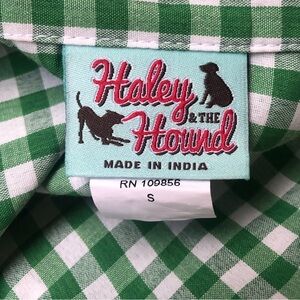 Haley
& THE
Hound
MADE IN INDIA
RN 109856
S